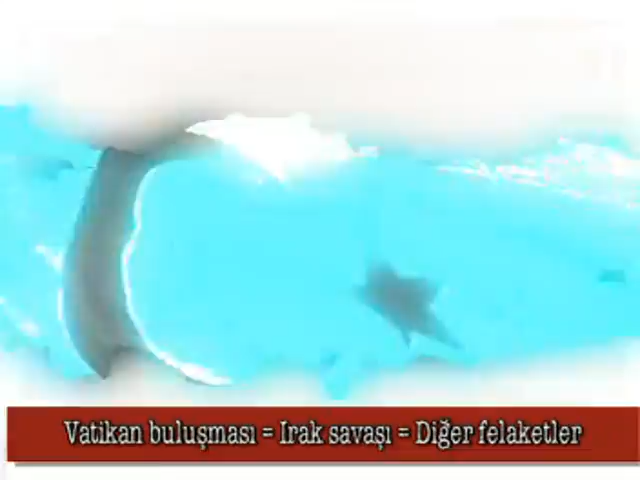 Vatikan buluşması = Irak savaşı = Diğer felaketler